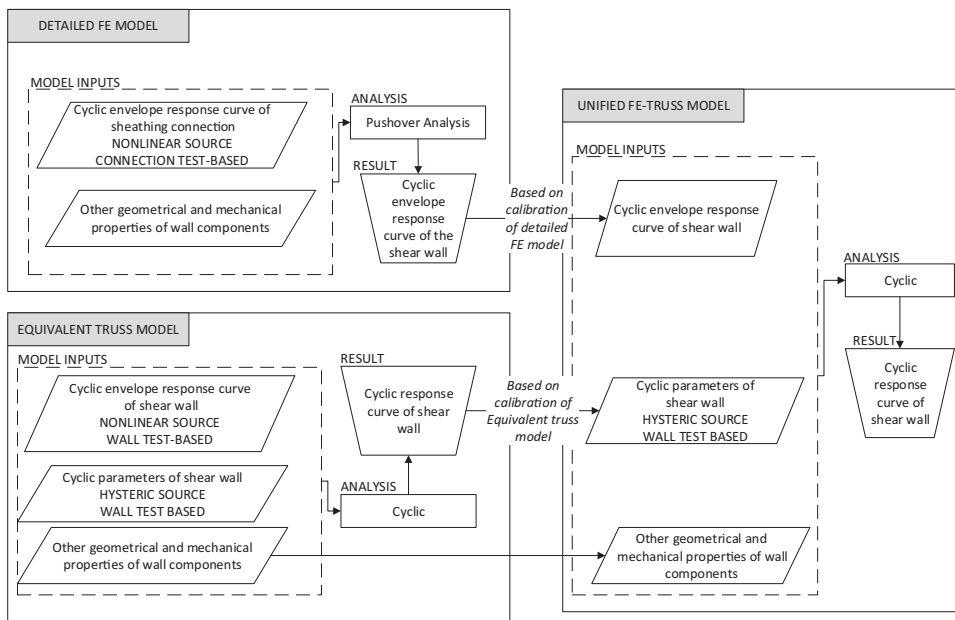 DETAILED FE MODEL
MODEL INPUTS
Cyclic envelope response curve of
sheathing connection
NONLINEAR SOURCE
CONNECTION TEST-BASED
Other geometrical and mechanical
properties of wall components
ANALYSIS
Pushover Analysis
RESULT
Cyclic
envelope
response
curve of the
shear wall
Based on
calibration
of detailed
FE model
EQUIVALENT TRUSS MODEL
MODEL INPUTS
Cyclic envelope response curve
of shear wall
NONLINEAR SOURCE
WALL TEST-BASED
Cyclic parameters of shear wall
HYSTERIC SOURCE
WALL TEST BASED
Other geometrical and mechanical
properties of wall components
RESULT
Cyclic response
curve of shear
wall
ANALYSIS
Cyclic
Based on
calibration of
Equivalent truss
model
UNIFIED FE-TRUSS MODEL
MODEL INPUTS
Cyclic envelope response
curve of shear wall
Cyclic parameters of
shear wall
HYSTERIC SOURCE
WALL TEST BASED
Other geometrical and
mechanical properties of wall
components
ANALYSIS
Cyclic
RESULT
Cyclic
response
curve of
shear wall